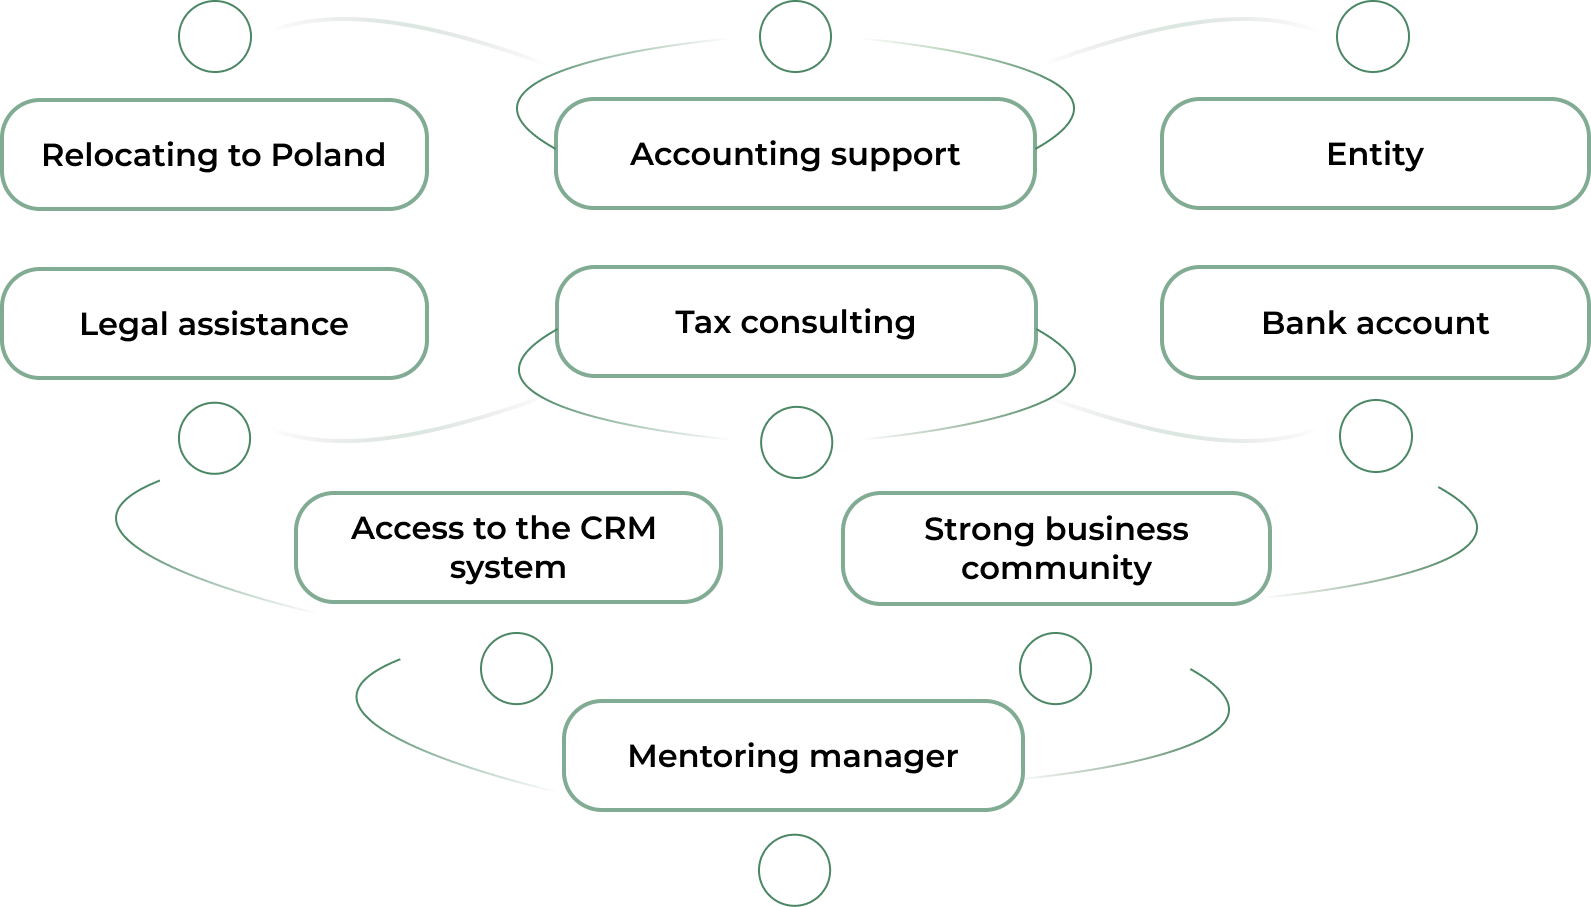 Relocating to Poland
Accounting support
Entity
Legal assistance
Tax consulting
Bank account
Access to the CRM
system
Strong business
community
Mentoring manager